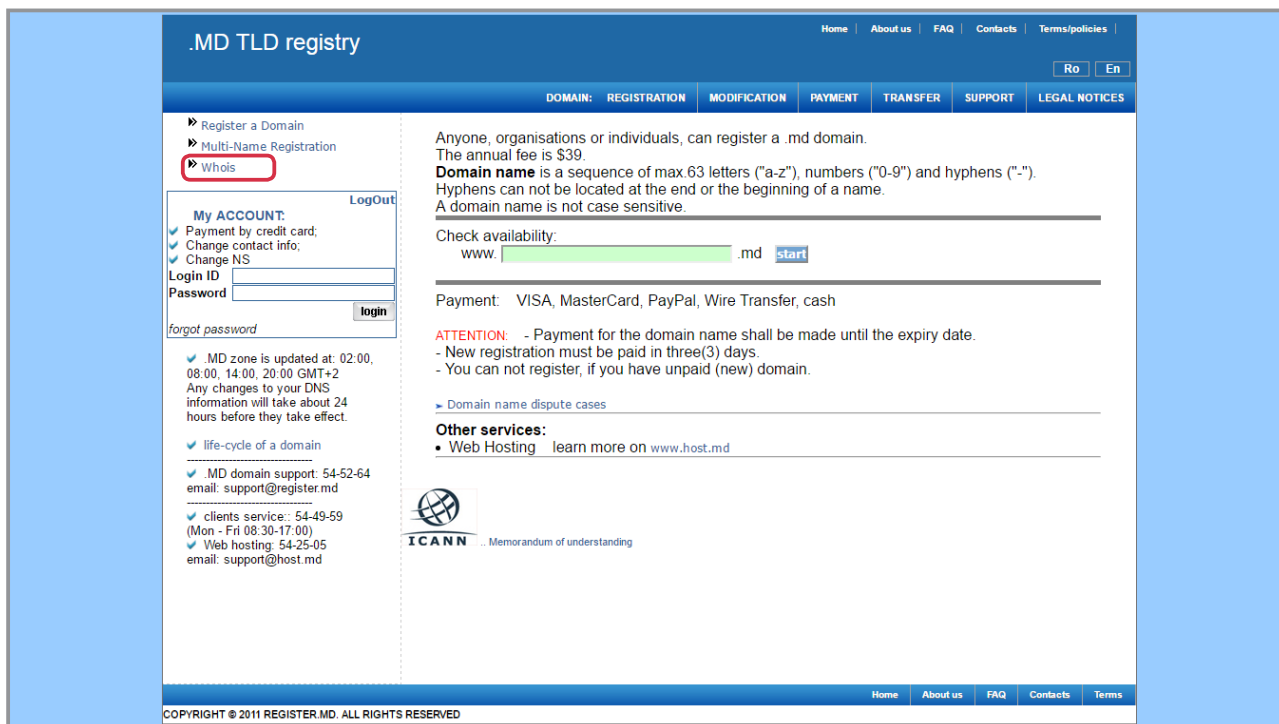 .MD TLD registry
Home | About us | FAQ | Contacts | Terms/policies |
Ro En
DOMAIN: REGISTRATION MODIFICATION PAYMENT TRANSFER SUPPORT LEGAL NOTICES
Register a Domain
Multi-Name Registration
Whois
LogOut
My ACCOUNT:
Payment by credit card;
Change contact info;
Change NS
Login ID
Password
login
forgot password
.MD zone is updated at: 02:00,
08:00, 14:00, 20:00 GMT+2
Any changes to your DNS
information will take about 24
hours before they take effect.
life-cycle of a domain
---------------------------------
.MD domain support: 54-52-64
email: support@register.md
---------------------------------
clients service:: 54-49-59
(Mon - Fri 08:30-17:00)
Web hosting: 54-25-05
email: support@host.md
Anyone, organisations or individuals, can register a .md domain.
The annual fee is $39.
Domain name is a sequence of max.63 letters ("a-z"), numbers ("0-9") and hyphens ("-").
Hyphens can not be located at the end or the beginning of a name.
A domain name is not case sensitive.
Check availability:
www. .md start
Payment: VISA, MasterCard, PayPal, Wire Transfer, cash
ATTENTION: - Payment for the domain name shall be made until the expiry date.
- New registration must be paid in three(3) days.
- You can not register, if you have unpaid (new) domain.
► Domain name dispute cases
Other services:
• Web Hosting learn more on www.host.md
ICANN .. Memorandum of understanding
Home About us FAQ Contacts Terms
COPYRIGHT © 2011 REGISTER.MD. ALL RIGHTS RESERVED